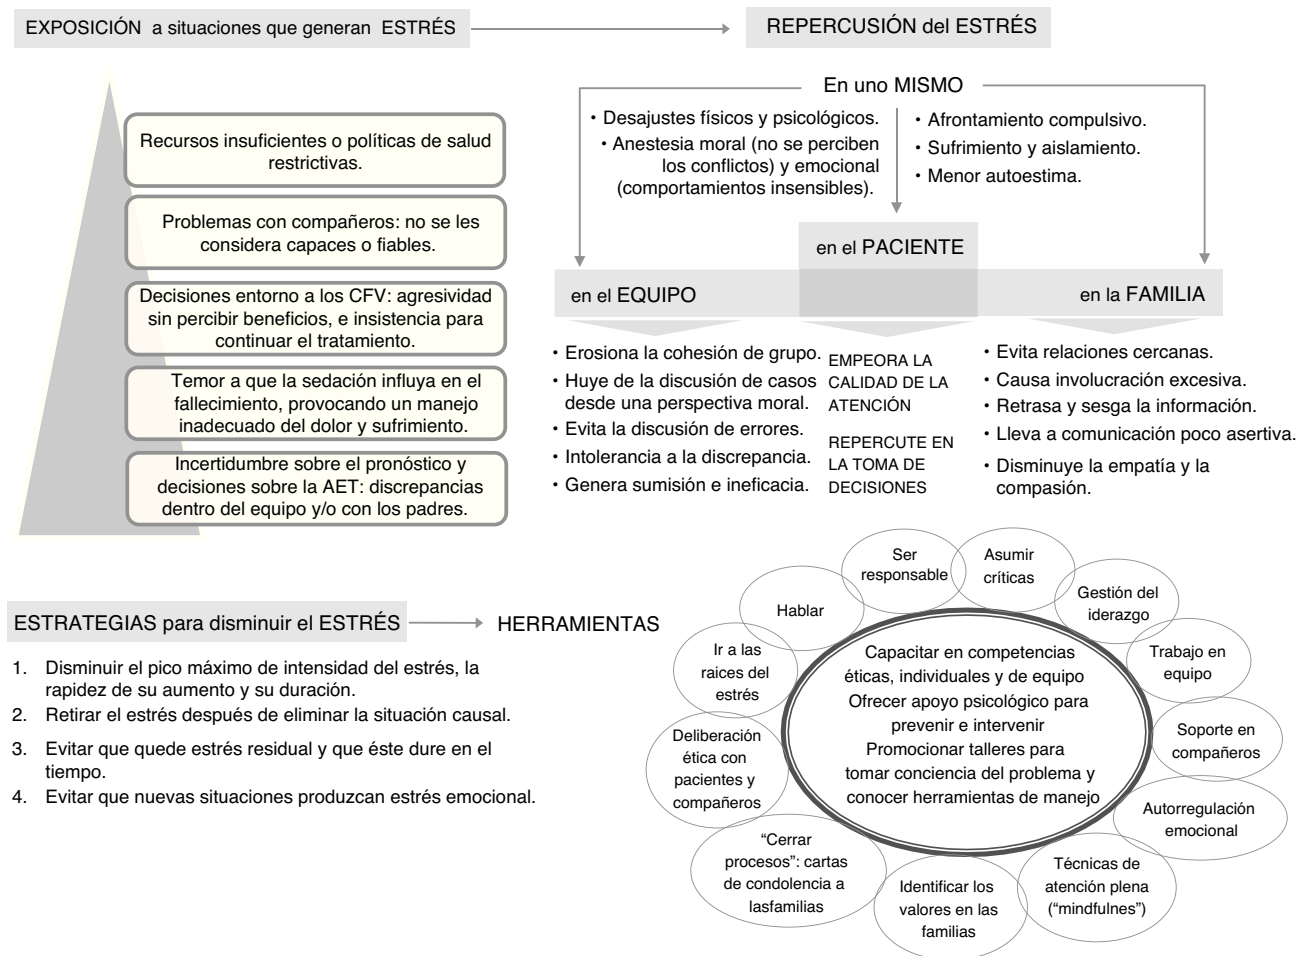 EXPOSICIÓN a situaciones que generan ESTRÉS
REPERCUSIÓN del ESTRÉS
Recursos insuficientes o políticas de salud
restrictivas.
Problemas con compañeros: no se les
considera capaces o fiables.
Decisiones entorno a los CFV: agresividad
sin percibir beneficios, e insistencia para
continuar el tratamiento.
Temor a que la sedación influya en el
fallecimiento, provocando un manejo
inadecuado del dolor y sufrimiento.
Incertidumbre sobre el pronóstico y
decisiones sobre la AET: discrepancias
dentro del equipo y/o con los padres.
En uno MISMO
• Desajustes físicos y psicológicos.
• Anestesia moral (no se perciben
los conflictos) y emocional
(comportamientos insensibles).
• Afrontamiento compulsivo.
• Sufrimiento y aislamiento.
• Menor autoestima.
en el PACIENTE
en el EQUIPO
en la FAMILIA
• Erosiona la cohesión de grupo.
• Huye de la discusión de casos
desde una perspectiva moral.
• Evita la discusión de errores.
• Intolerancia a la discrepancia.
• Genera sumisión e ineficacia.
EMPEORA LA
CALIDAD DE LA
ATENCIÓN
REPERCUTE EN
LA TOMA DE
DECISIONES
• Evita relaciones cercanas.
• Causa involucración excesiva.
• Retrasa y sesga la información.
• Lleva a comunicación poco asertiva.
• Disminuye la empatía y la
compasión.
ESTRATEGIAS para disminuir el ESTRÉS
HERRAMIENTAS
1. Disminuir el pico máximo de intensidad del estrés, la
rapidez de su aumento y su duración.
2. Retirar el estrés después de eliminar la situación causal.
3. Evitar que quede estrés residual y que éste dure en el
tiempo.
4. Evitar que nuevas situaciones produzcan estrés emocional.
Capacitar en competencias
éticas, individuales y de equipo
Ofrecer apoyo psicológico para
prevenir e intervenir
Promocionar talleres para
tomar conciencia del problema y
conocer herramientas de manejo
Ser
responsable
Asumir
críticas
Gestión del
iderazgo
Trabajo en
equipo
Soporte en
compañeros
Autorregulación
emocional
Técnicas de
atención plena
(“mindfulnes”)
Identificar los
valores en las
familias
“Cerrar
procesos”: cartas
de condolencia a
lasfamilias
Deliberación
ética con
pacientes y
compañeros
Ir a las
raices del
estrés
Hablar